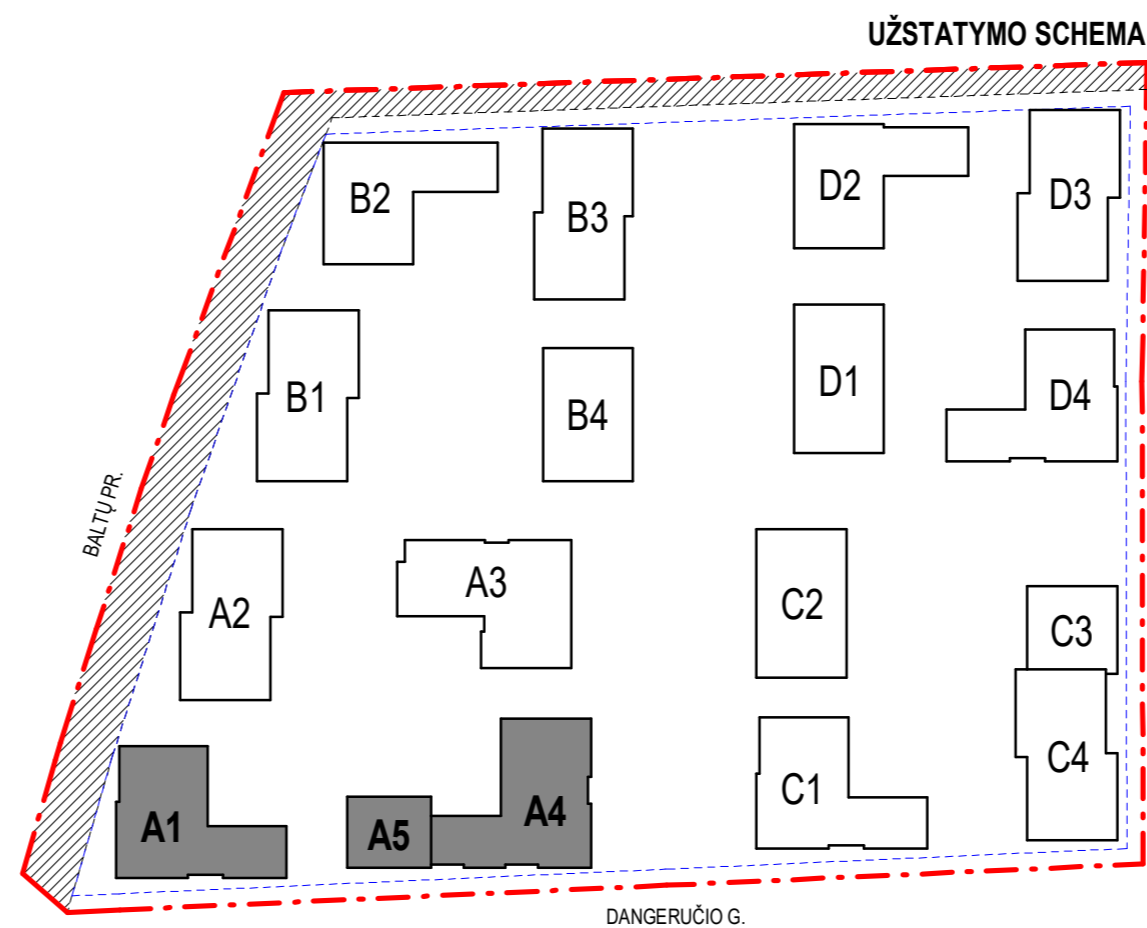 UŽSTATYMO SCHEMA
B2
B3
D2
D3
B1
B4
D1
D4
BALTŲ PR.
A2
A3
C2
C3
A1
A5
A4
C1
C4
DANGERUČIO G.